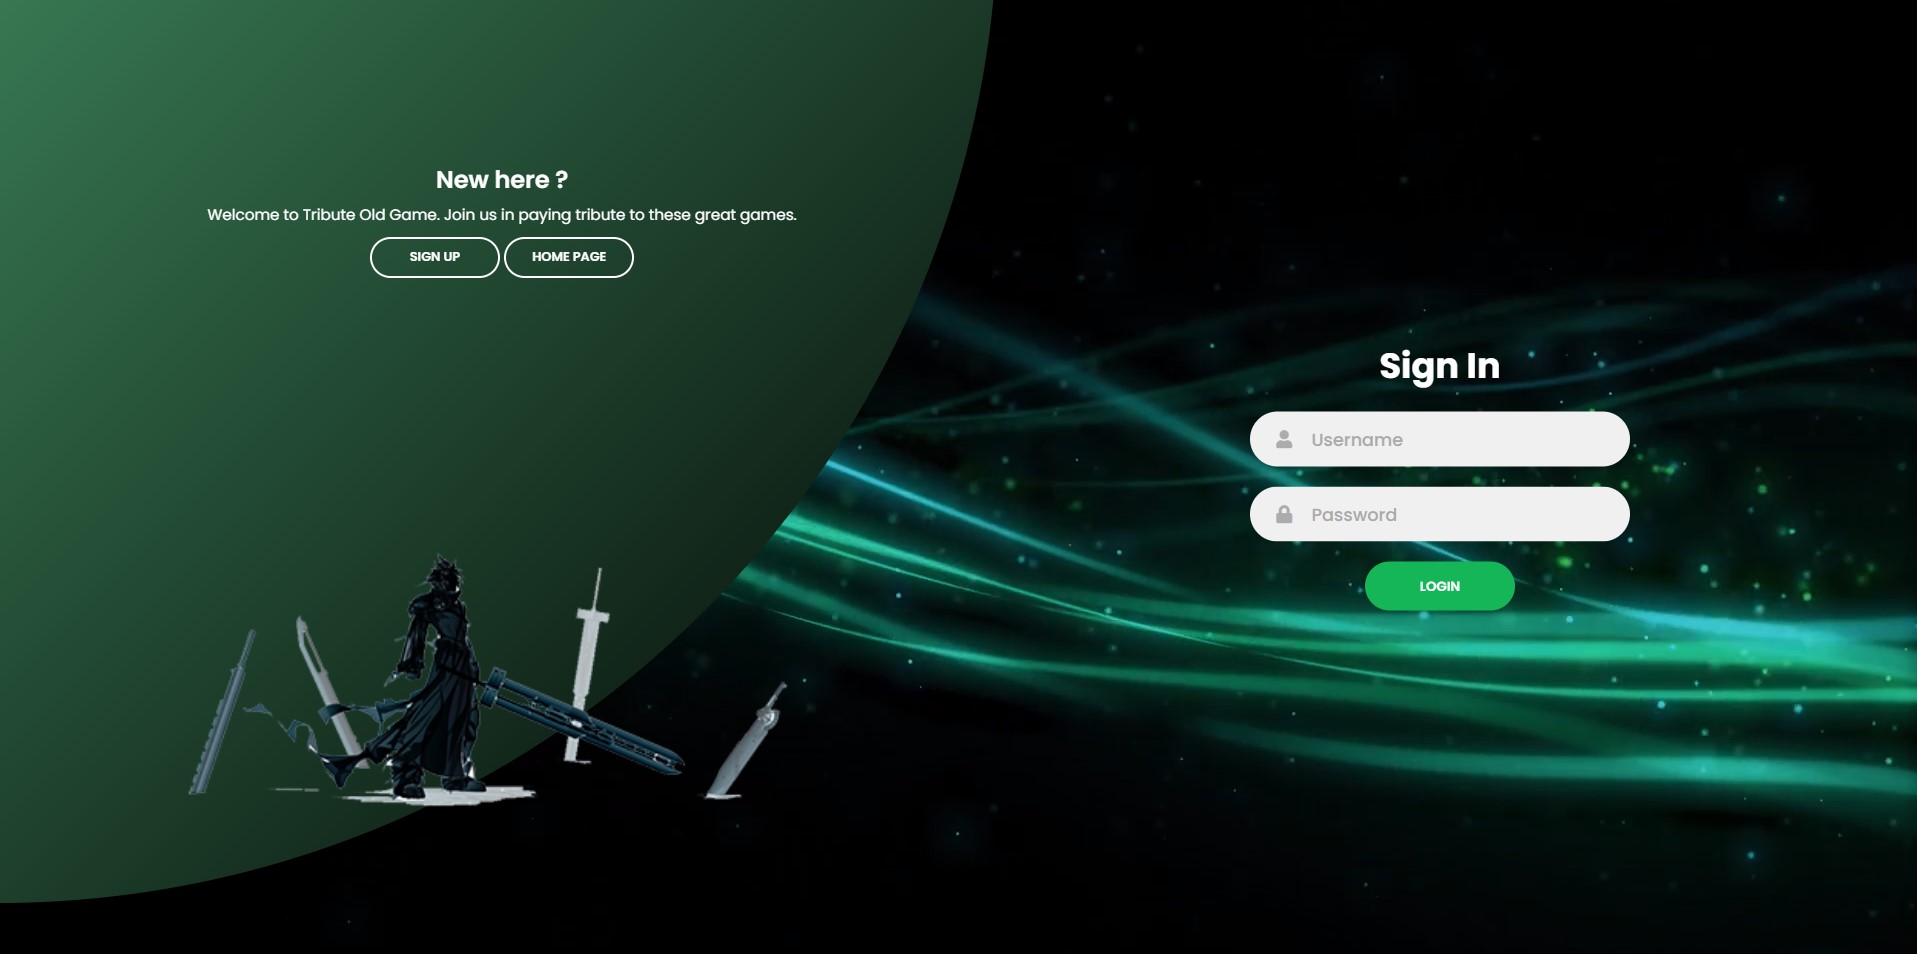 New here ?
Welcome to Tribute Old Game. Join us in paying tribute to these great games.
SIGN UP
HOME PAGE
Sign In
Username
Password
LOGIN